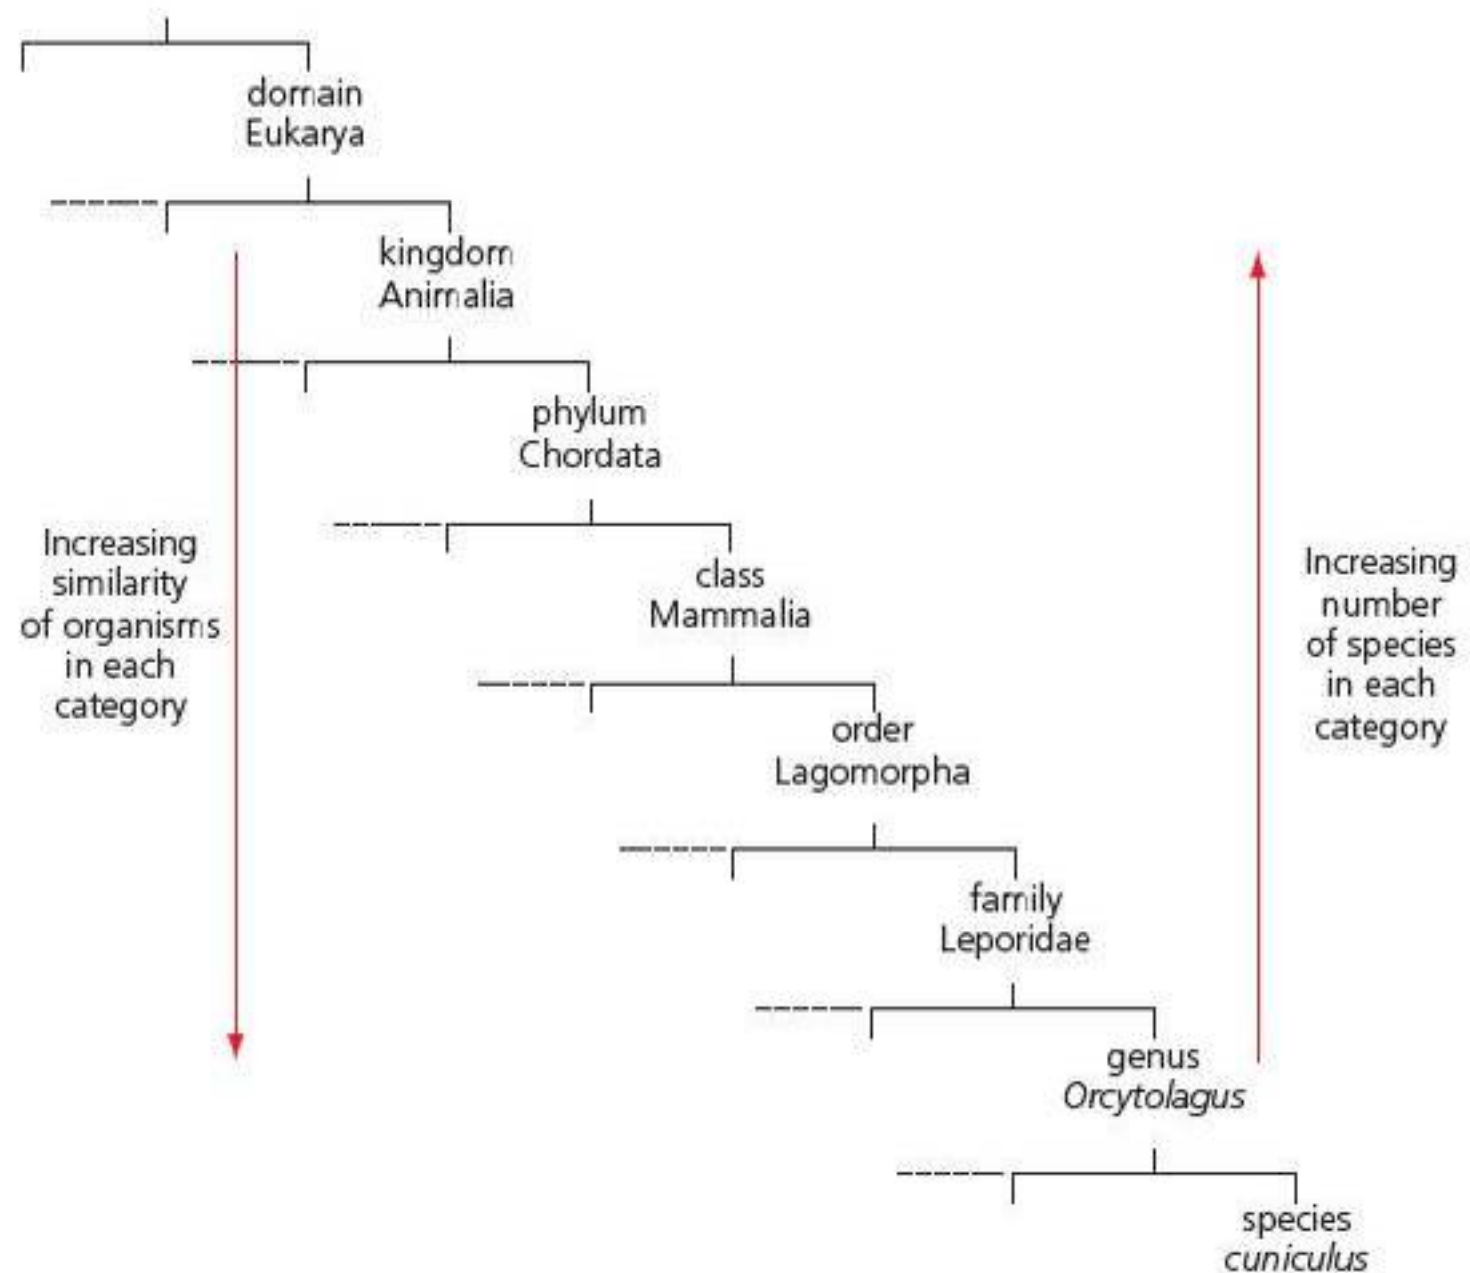 domain
Eukarya
kingdom
Animalia
phylum
Chordata
Increasing
similarity
of organisms
in each
category
class
Mammalia
Increasing
number
of species
in each
category
order
Lagomorpha
family
Leporidae
genus
Orcytolagus
species
cuniculus